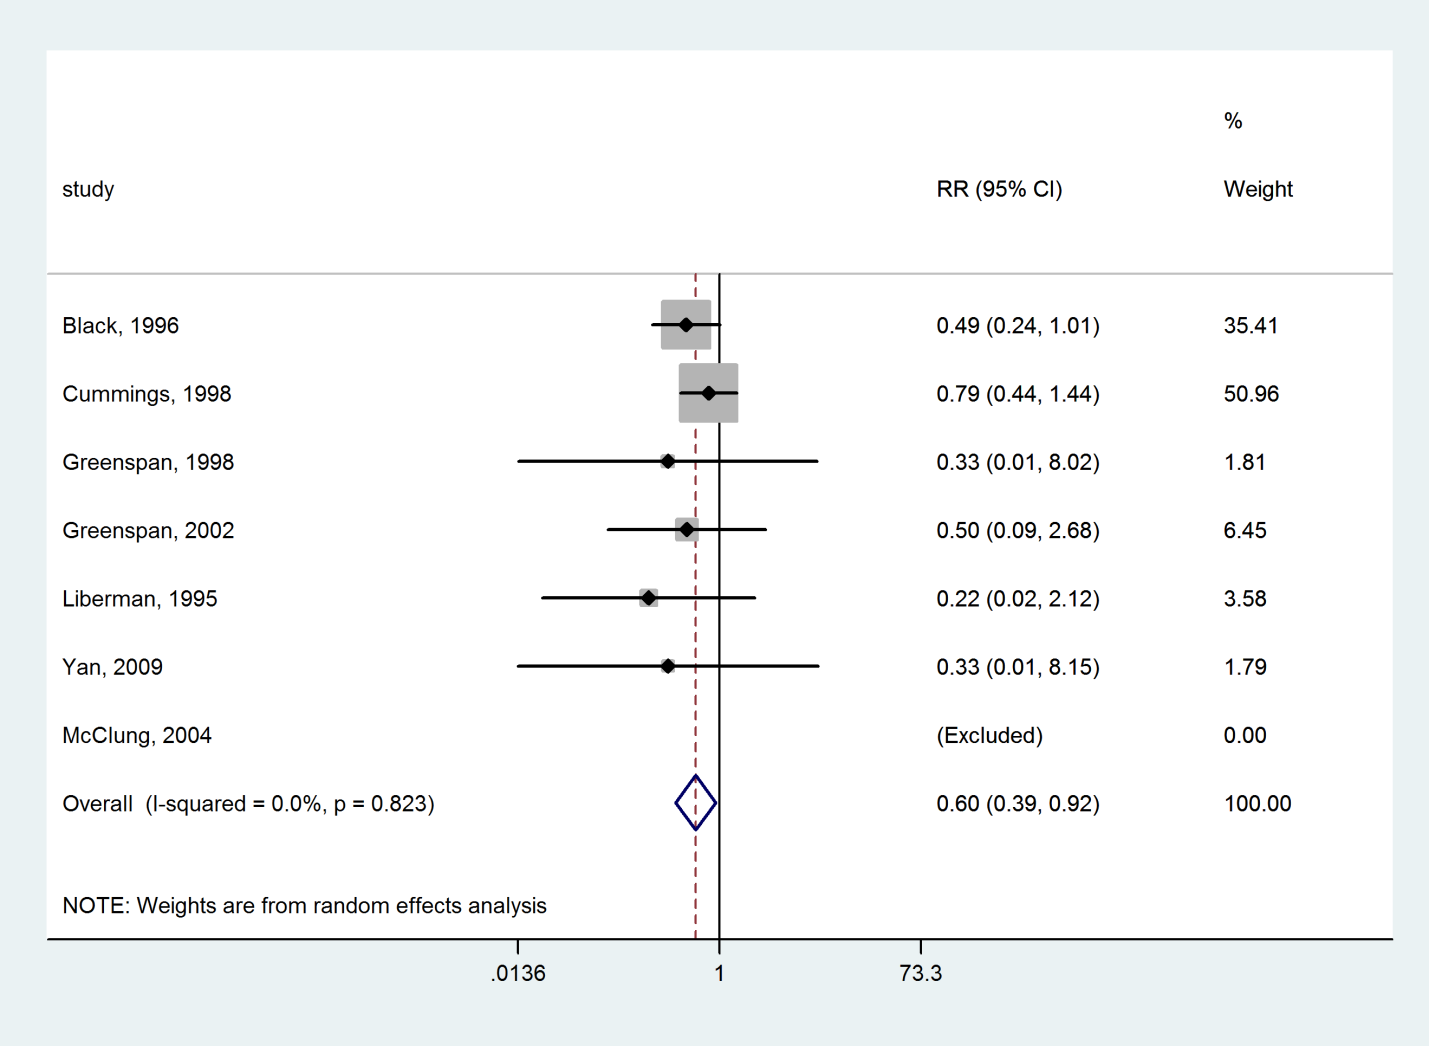 %
study RR (95% CI) Weight
Black, 1996 0.49 (0.24, 1.01) 35.41
Cummings, 1998 0.79 (0.44, 1.44) 50.96
Greenspan, 1998 0.33 (0.01, 8.02) 1.81
Greenspan, 2002 0.50 (0.09, 2.68) 6.45
Liberman, 1995 0.22 (0.02, 2.12) 3.58
Yan, 2009 0.33 (0.01, 8.15) 1.79
McClung, 2004 (Excluded) 0.00
Overall (I-squared = 0.0%, p = 0.823) 0.60 (0.39, 0.92) 100.00
NOTE: Weights are from random effects analysis
.0136 1 73.3